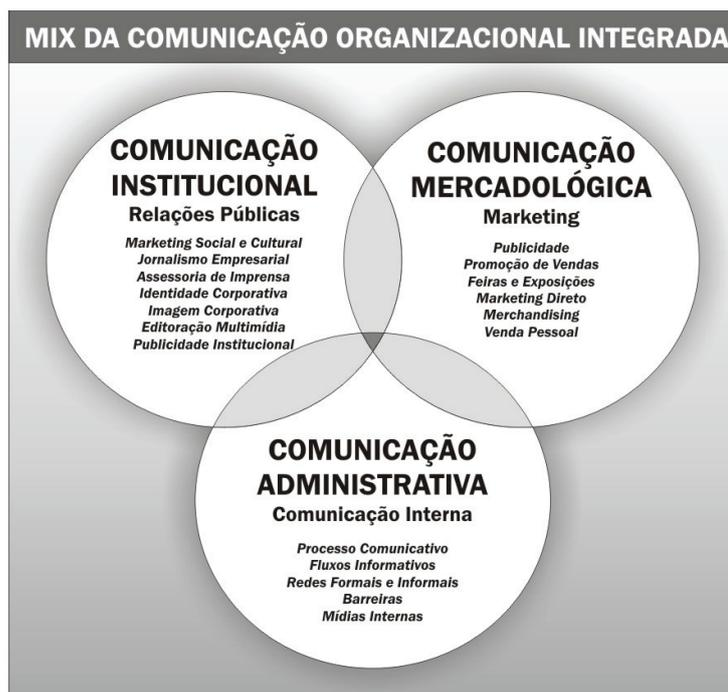 MIX DA COMUNICAÇÃO ORGANIZACIONAL INTEGRADA
COMUNICAÇÃO
INSTITUCIONAL
Relações Públicas
Marketing Social e Cultural
Jornalismo Empresarial
Assessoria de Imprensa
Identidade Corporativa
Imagem Corporativa
Editoração Multimídia
Publicidade Institucional
COMUNICAÇÃO
MERCADOLÓGICA
Marketing
Publicidade
Promoção de Vendas
Feiras e Exposições
Marketing Direto
Merchandising
Venda Pessoal
COMUNICAÇÃO
ADMINISTRATIVA
Comunicação Interna
Processo Comunicativo
Fluxos Informativos
Redes Formais e Informais
Barreiras
Mídias Internas